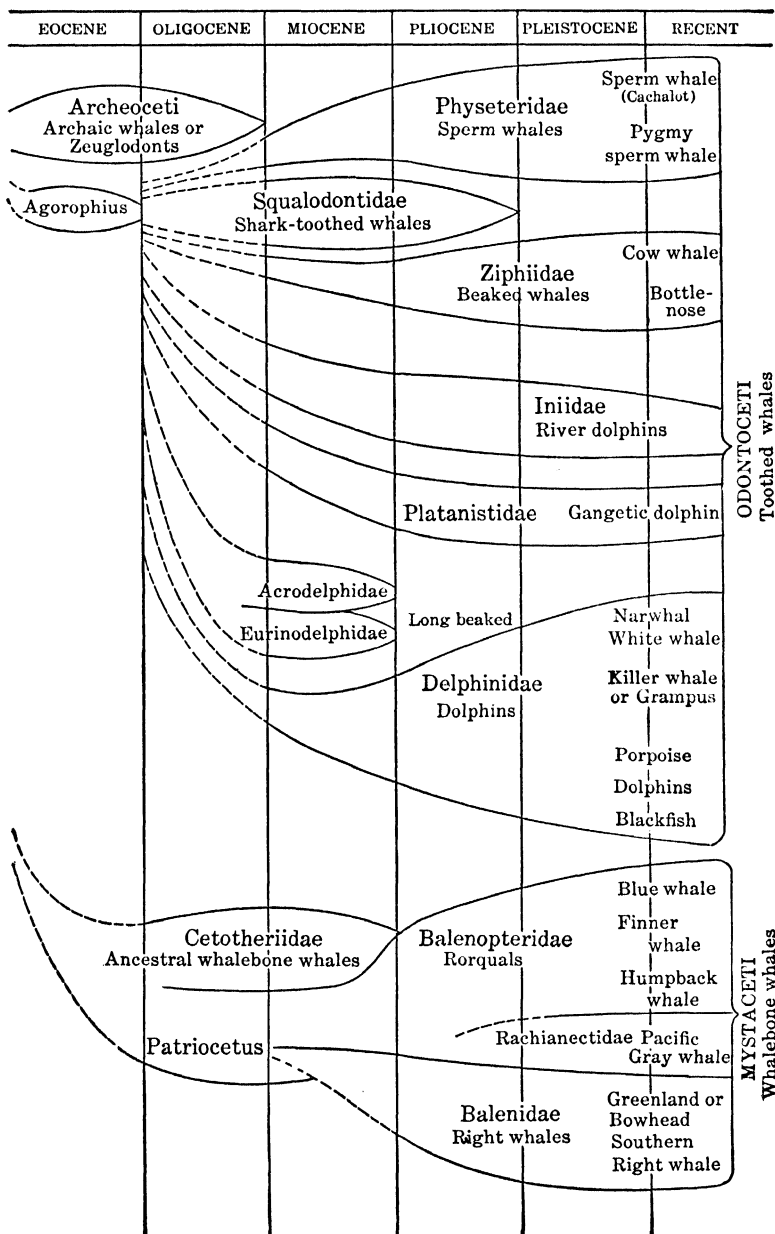 EOCENE OLIGOCENE MIOCENE PLIOCENE PLEISTOCENE RECENT
Archeoceti
Archaic whales or
Zeuglodonts
Agorophius
Physeteridae
Sperm whales
Sperm whale
(Cachalot)
Pygmy
sperm whale
Squalodontidae
Shark-toothed whales
Ziphiidae
Beaked whales
Cow whale
Bottle-
nose
Iniidae
River dolphins
Platanistidae
Gangetic dolphin
Acrodelphidae
Eurinodelphidae
Long beaked
Delphinidae
Dolphins
Narwhal
White whale
Killer whale
or Grampus
Porpoise
Dolphins
Blackfish
ODONTOCETI
Toothed whales
Cetotheriidae
Ancestral whalebone whales
Patriocetus
Balenopteridae
Rorquals
Blue whale
Finner
whale
Humpback
whale
Rachianectidae Pacific
Gray whale
Balenidae
Right whales
Greenland or
Bowhead
Southern
Right whale
MYSTACETI
Whalebone whales